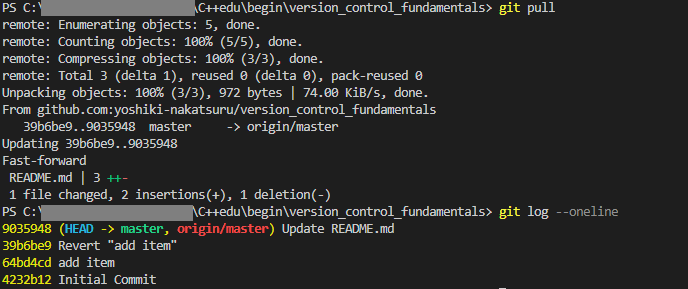 PS C:\C++edu\begin\version_control_fundamentals> git pull
remote: Enumerating objects: 5, done.
remote: Counting objects: 100% (5/5), done.
remote: Compressing objects: 100% (3/3), done.
remote: Total 3 (delta 1), reused 0 (delta 0), pack-reused 0
Unpacking objects: 100% (3/3), 972 bytes | 74.00 KiB/s, done.
From github.com:yoshiki-nakatsuru/version_control_fundamentals
   39b6be9..9035948  master     -> origin/master
Updating 39b6be9..9035948
Fast-forward
 README.md | 3 ++-
 1 file changed, 2 insertions(+), 1 deletion(-)
PS C:\C++edu\begin\version_control_fundamentals> git log --oneline
9035948 (HEAD -> master, origin/master) Update README.md
39b6be9 Revert "add item"
64bd4cd add item
4232b12 Initial Commit